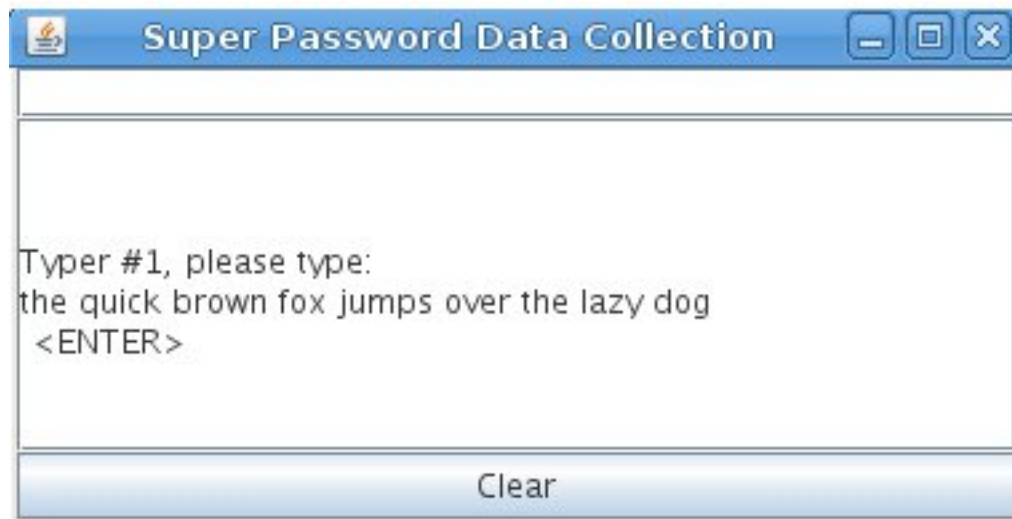 Super Password Data Collection
Typer #1, please type:
the quick brown fox jumps over the lazy dog
<ENTER>
Clear